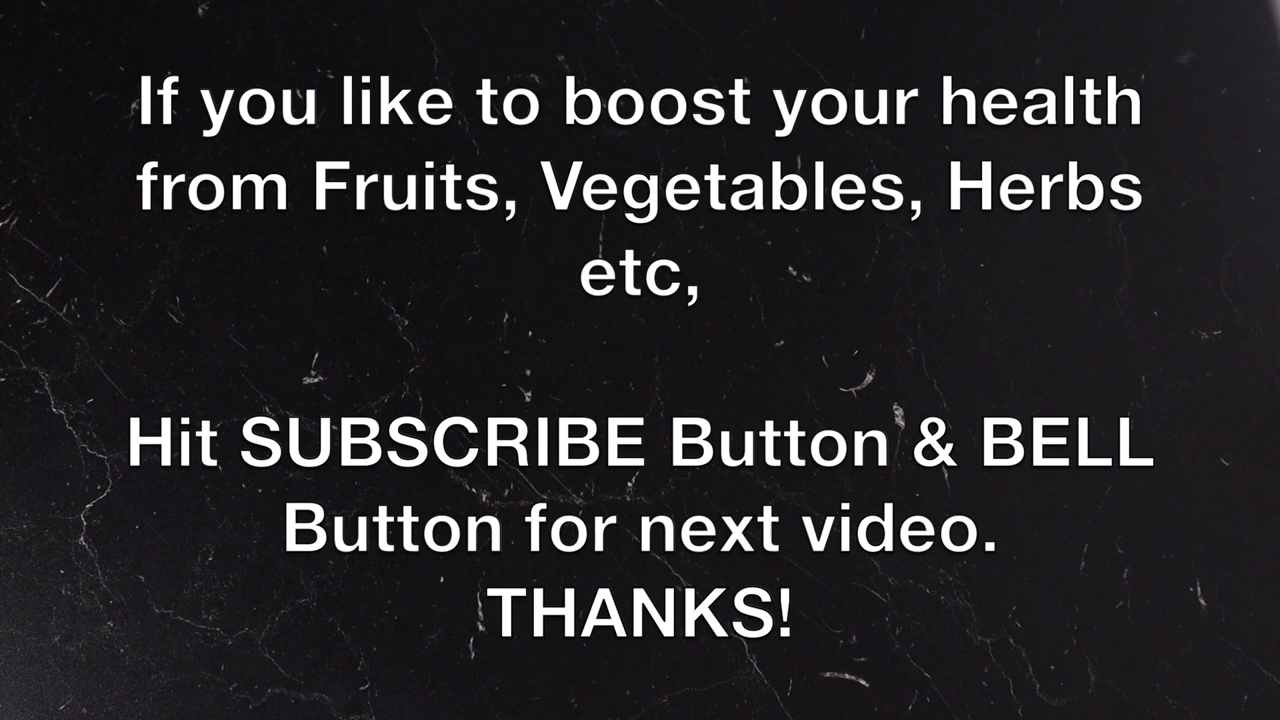 If you like to boost your health
from Fruits, Vegetables, Herbs
etc,
Hit SUBSCRIBE Button & BELL
Button for next video.
THANKS!